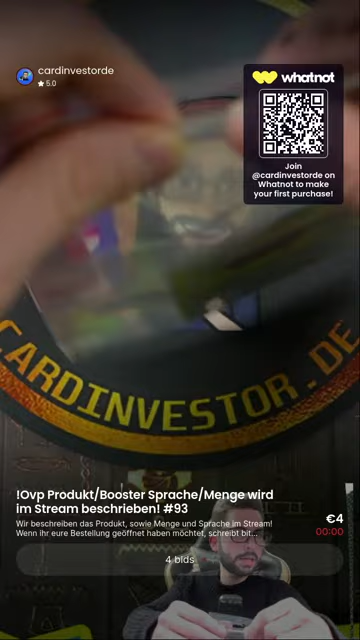 cardinvestorde
★ 5.0
whatnot
Join
@cardinvestorde on
Whatnot to make
your first purchase!
CARDINVESTOR.DE
!Ovp Produkt/Booster Sprache/Menge wird
im Stream beschrieben! #93
€4
Wir beschreiben das Produkt, sowie Menge und Sprache im Stream!
Wenn ihr eure Bestellung geöffnet haben möchtet, schreibt bit...
00:00
4 bids